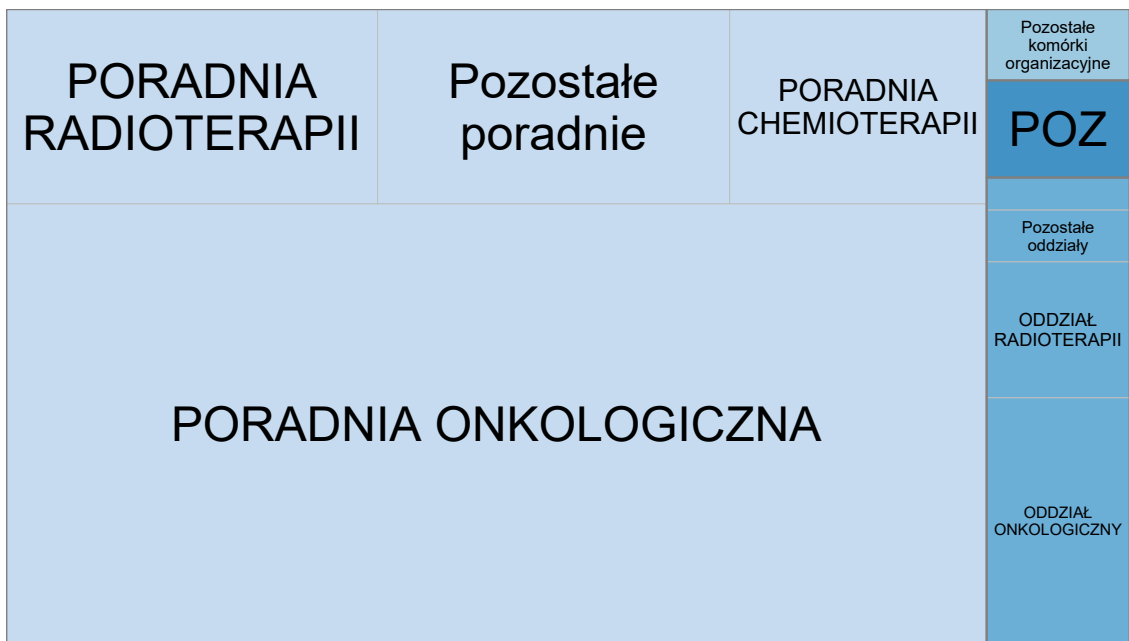 PORADNIA
RADIOTERAPII
Pozostałe
poradnie
PORADNIA
CHEMIOTERAPII
Pozostałe
komórki
organizacyjne
POZ
Pozostałe
oddziały
ODDZIAŁ
RADIOTERAPII
PORADNIA ONKOLOGICZNA
ODDZIAŁ
ONKOLOGICZNY